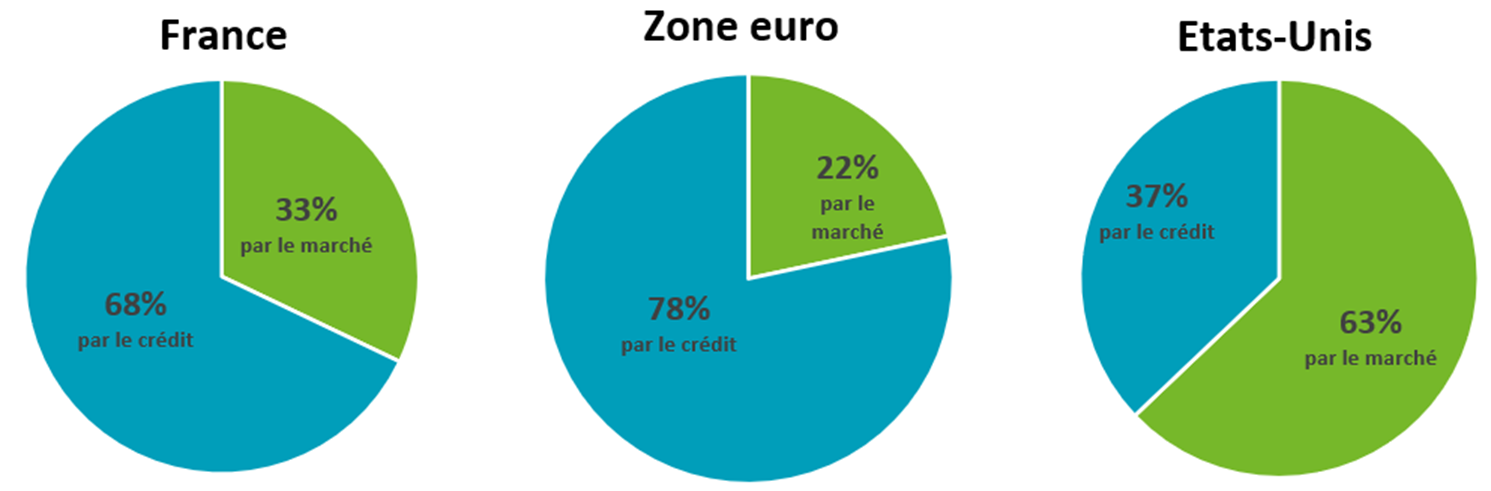 France
33%
par le marché
68%
par le crédit
Zone euro
22%
par le
marché
78%
par le crédit
Etats-Unis
37%
par le crédit
63%
par le marché